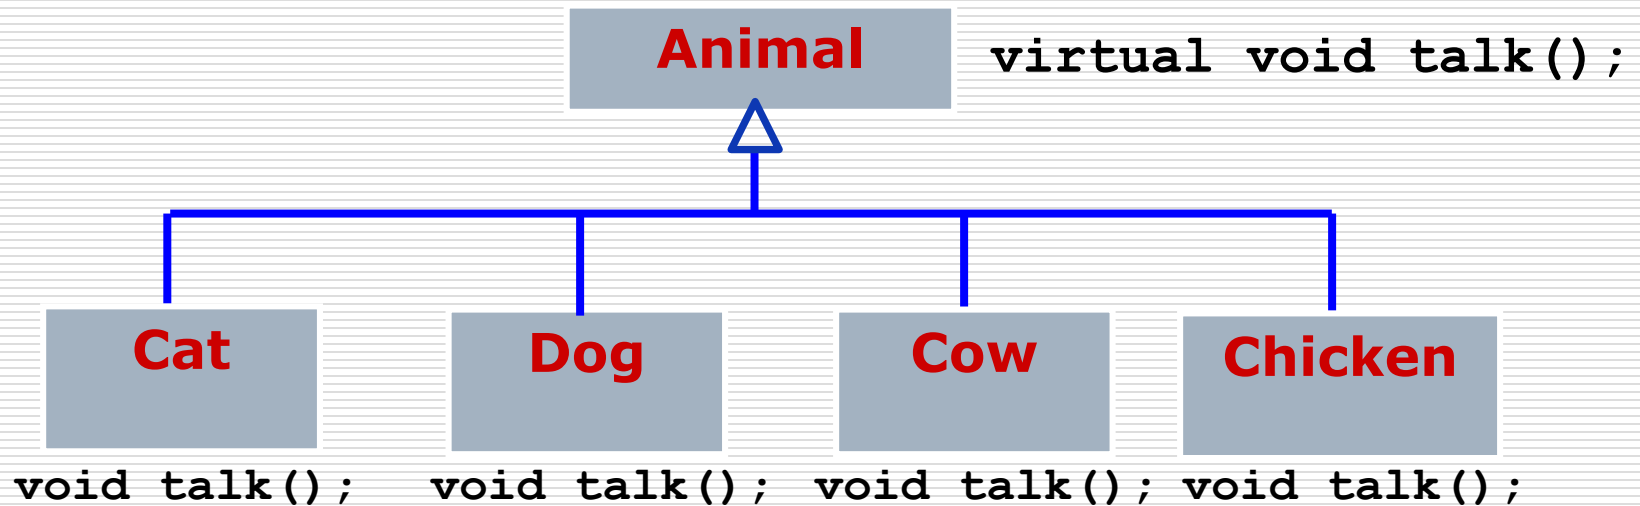 Animal virtual void talk();
Cat Dog Cow Chicken
void talk(); void talk(); void talk(); void talk();